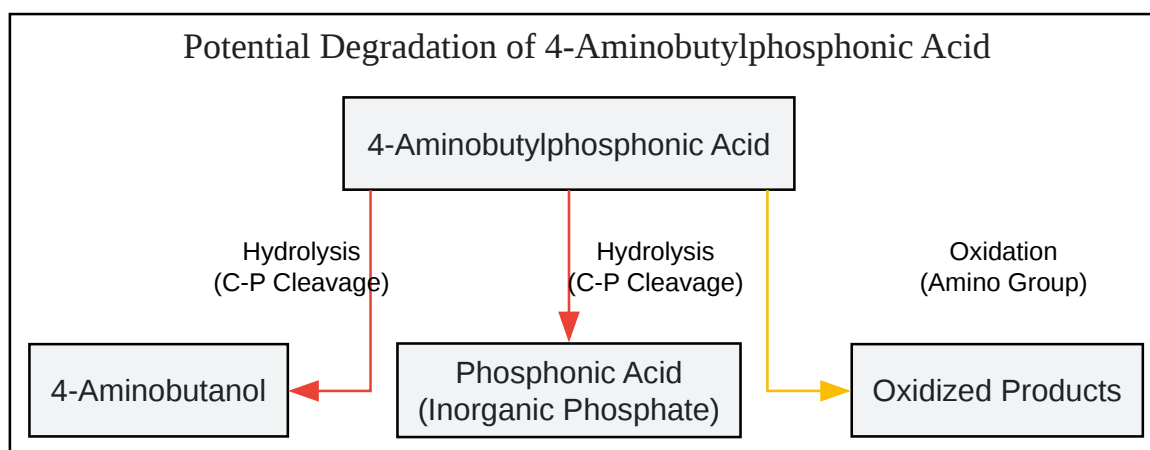 Potential Degradation of 4-Aminobutylphosphonic Acid
4-Aminobutylphosphonic Acid
Hydrolysis
(C-P Cleavage)
Hydrolysis
(C-P Cleavage)
Oxidation
(Amino Group)
4-Aminobutanol
Phosphonic Acid
(Inorganic Phosphate)
Oxidized Products